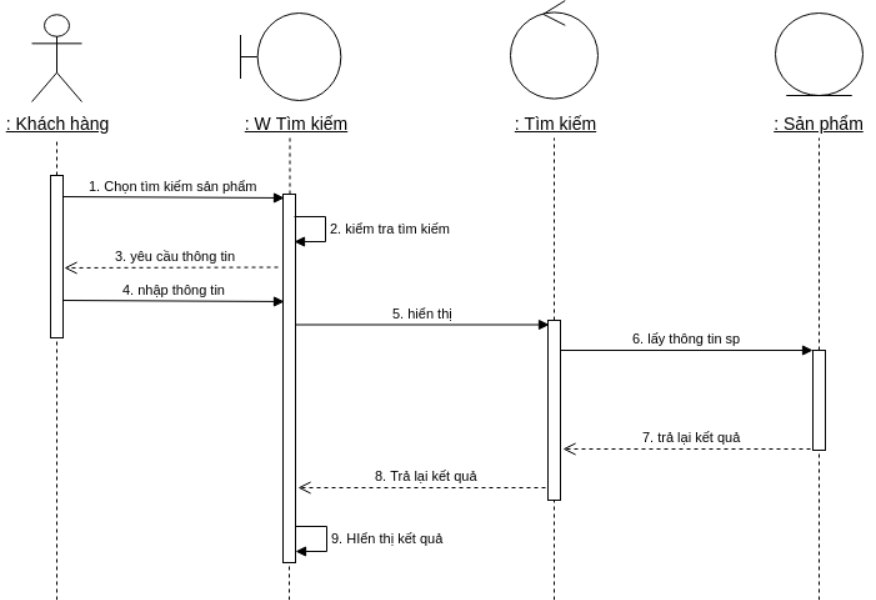 : Khách hàng
: W Tìm kiếm
: Tìm kiếm
: Sản phẩm
1. Chọn tìm kiếm sản phẩm
2. kiểm tra tìm kiếm
3. yêu cầu thông tin
4. nhập thông tin
5. hiển thị
6. lấy thông tin sp
7. trả lại kết quả
8. Trả lại kết quả
9. HIển thị kết quả